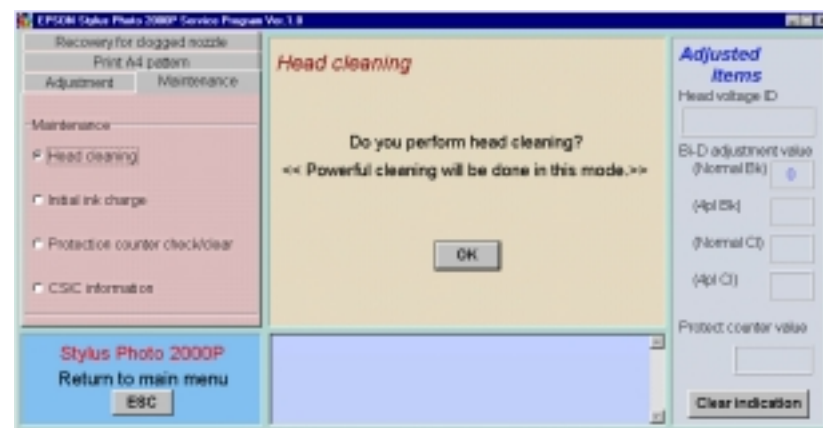 EPSON Stylus Photo 2000P Service Program Ver.1.0
Recovery for clogged nozzle
Print A4 pattern
Adjustment Maintenance
Maintenance
Head cleaning
Initial ink charge
Protection counter check/clear
CSIC information
Head cleaning
Do you perform head cleaning?
<< Powerful cleaning will be done in this mode.>>
OK
Adjusted
Items
Head voltage ID
Bi-D adjustment value
(Normal Bk) 0
(4pl Bk)
(Normal Cl)
(4pl Cl)
Protect counter value
Clear indication
Stylus Photo 2000P
Return to main menu
ESC